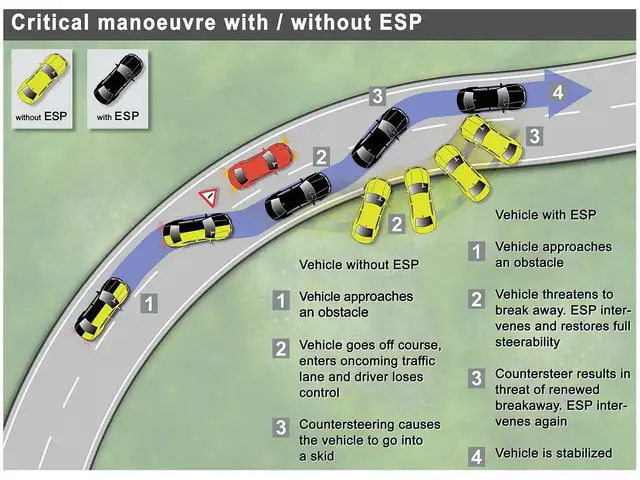 Critical manoeuvre with / without ESP
without ESP
with ESP
3
4
2
3
2
1
Vehicle without ESP
1
Vehicle approaches
an obstacle
2
Vehicle goes off course,
enters oncoming traffic
lane and driver loses
control
3
Countersteering causes
the vehicle to go into
a skid
Vehicle with ESP
1
Vehicle approaches
an obstacle
2
Vehicle threatens to
break away. ESP inter-
venes and restores full
steerability
3
Countersteer results in
threat of renewed
breakaway. ESP inter-
venes again
4
Vehicle is stabilized